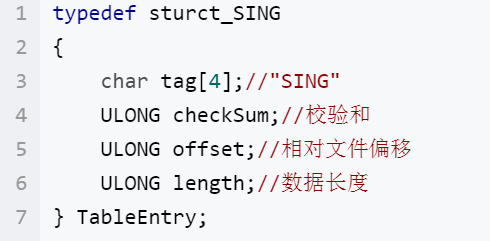 1 typedef sturct_SING
2 {
3 char tag[4];//"SING"
4 ULONG checkSum;//校验和
5 ULONG offset;//相对文件偏移
6 ULONG length;//数据长度
7 } TableEntry;